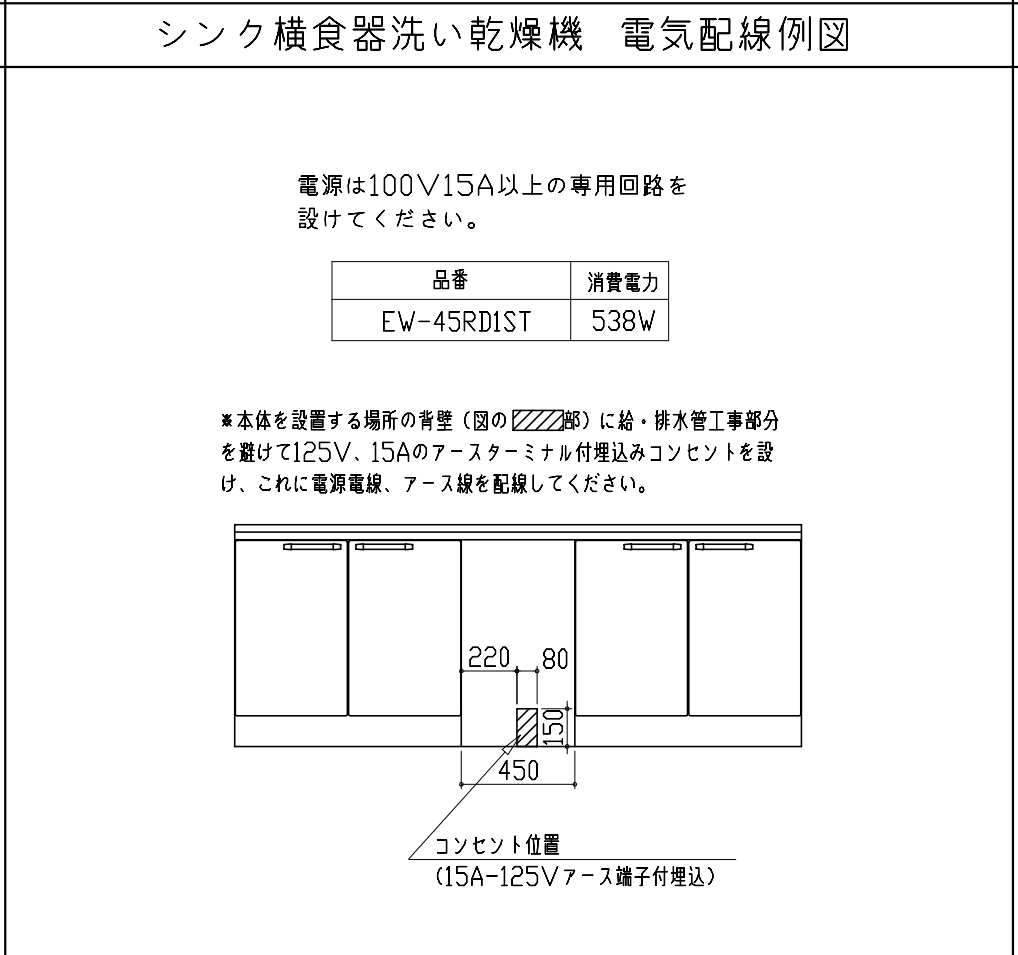 シンク横食器洗い乾燥機 電気配線例図
電源は100V15A以上の専用回路を
設けてください。
品番 消費電力
EW-45RD1ST 538W
※本体を設置する場所の背壁（図の 部）に給・排水管工事部分
を避けて125V、15Aのアースターミナル付埋込みコンセントを設
け、これに電源電線、アース線を配線してください。
220 80
150
450
コンセント位置
(15A-125Vアース端子付埋込)